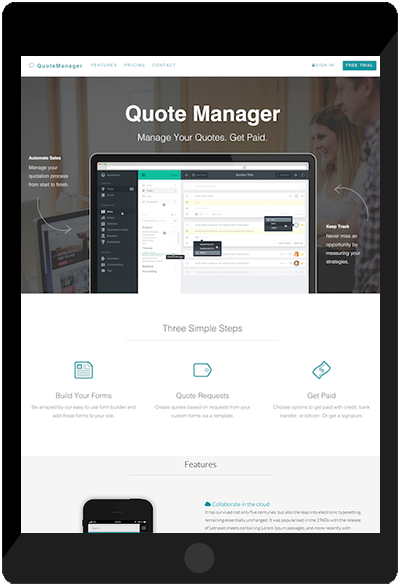 QuoteManager FEATURES PRICING CONTACT SIGN IN FREE TRIAL
Quote Manager
Manage Your Quotes. Get Paid.
Automate Sales
Manage your
quotation process
from start to finish.
Keep Track
Never miss an
opportunity by
measuring your
strategies.
Three Simple Steps
Build Your Forms
Be amazed by our easy to use form builder and
add those forms to your site.
Quote Requests
Create quotes based on requests from your
custom forms via a template.
Get Paid
Choose options to get paid with credit, bank
transfer, or bitcoin. Or get a signature.
Features
Collaborate in the cloud
It has survived not only five centuries, but also the leap into electronic typesetting,
remaining essentially unchanged. It was popularised in the 1960s with the release
of Letraset sheets containing Lorem Ipsum passages, and more recently with